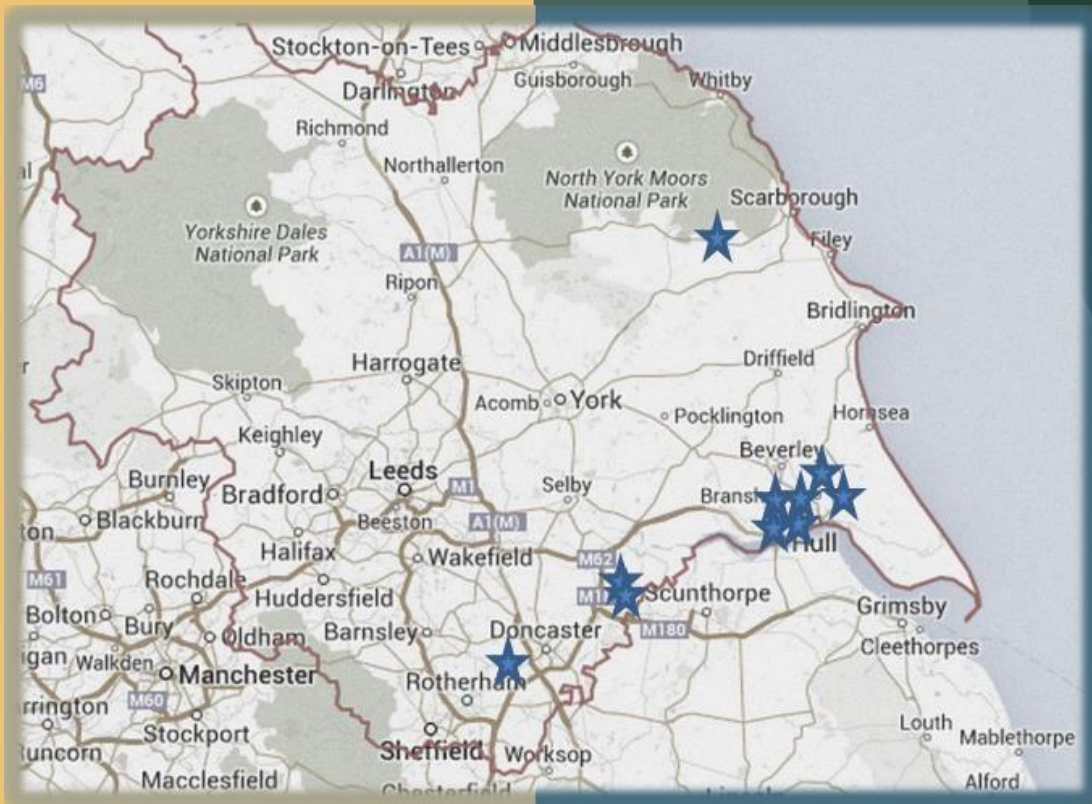 Stockton-on-Tees
Middlesbrough
Guisborough
Whitby
M6
Darlington
Richmond
Northallerton
North York Moors
National Park
Scarborough
Yorkshire Dales
National Park
Filey
A1(M)
Ripon
Bridlington
Harrogate
Driffield
Skipton
Acomb
York
Pocklington
Hornsea
Keighley
Beverley
Leeds
Burnley
Bradford
M1
Selby
Blackburn
Beeston
A1(M)
Halifax
Wakefield
Hull
M62
M61
Rochdale
Huddersfield
Scunthorpe
Grimsby
Bolton
Bury
Oldham
Barnsley
Doncaster
M180
Cleethorpes
Walkden
Manchester
Rotherham
M60
Stockport
Louth
Mablethorpe
Sheffield
Worksop
Macclesfield
Chesterfield
Alford